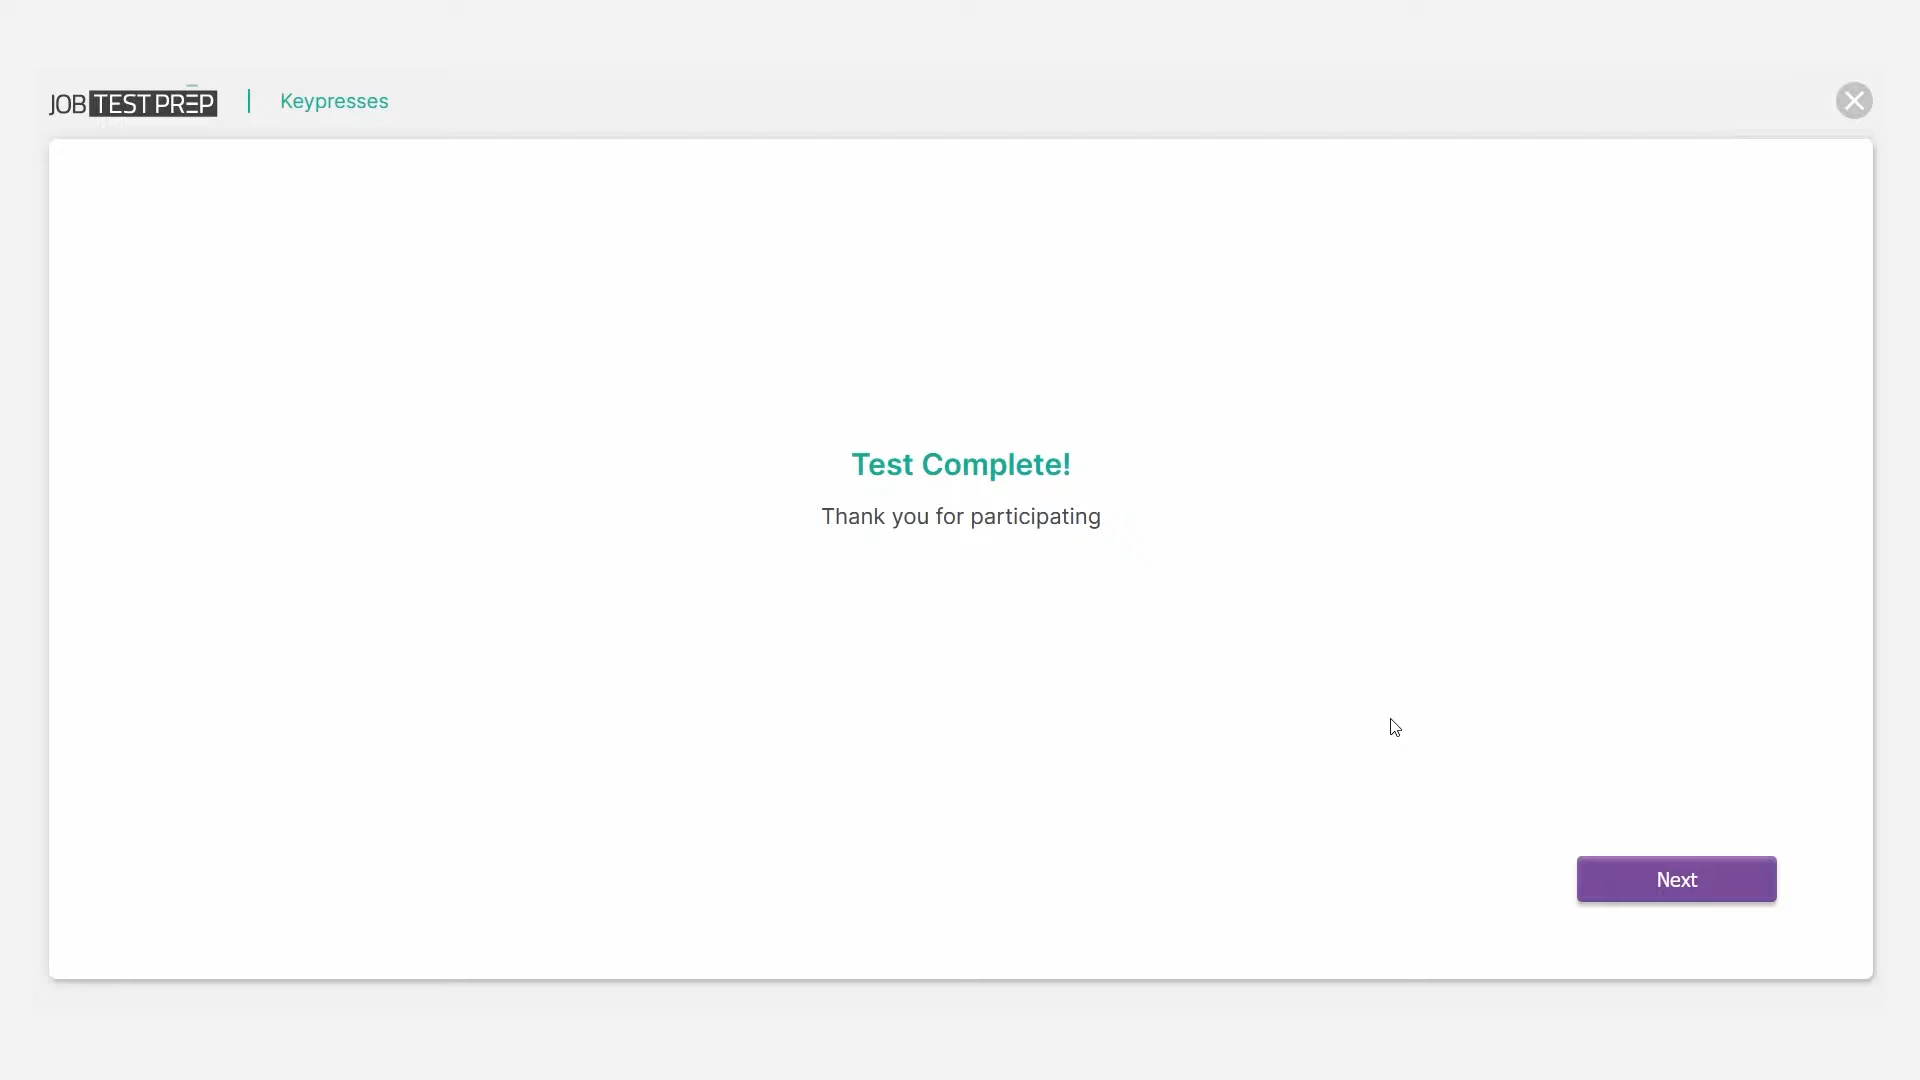 JOB TEST PREP | Keypresses
Test Complete!
Thank you for participating
Next